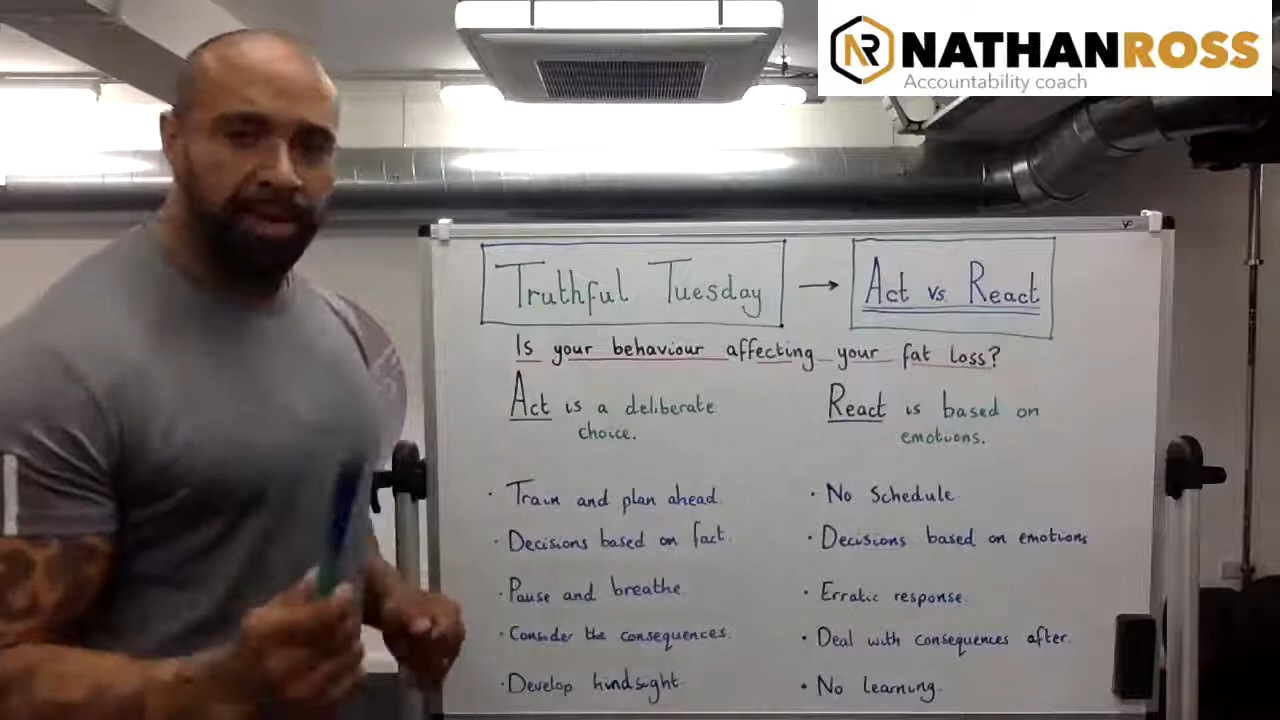 NR NATHANROSS
Accountability coach
Truthful Tuesday → Act vs React
Is your behaviour affecting your fat loss?
Act is a deliberate
choice.
React is based on
emotions.
· Train and plan ahead.
· Decisions based on fact.
· Pause and breathe.
· Consider the consequences.
· Develop hindsight.
· No Schedule.
· Decisions based on emotions
· Erratic response.
· Deal with consequences after.
· No learning.